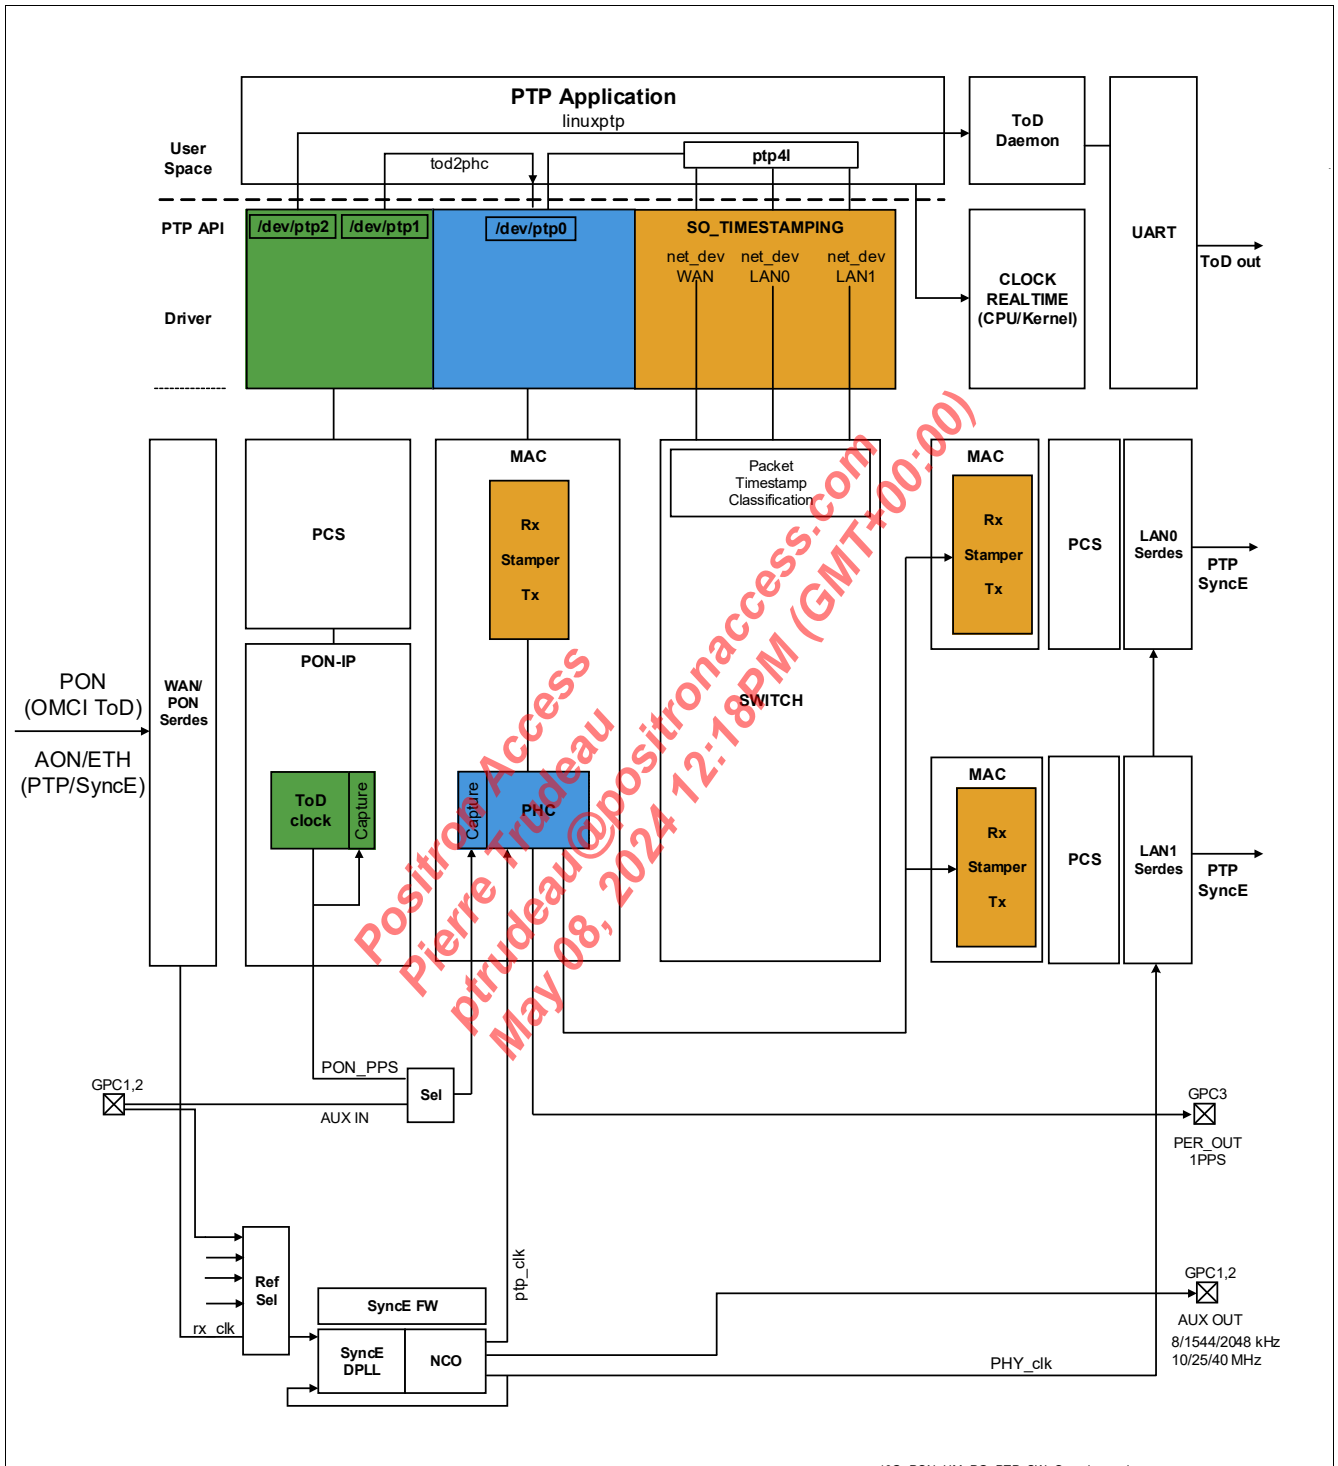 PTP Application
linuxptp
ToD
Daemon
User
Space
tod2phc
ptp4l
PTP API
/dev/ptp2
/dev/ptp1
/dev/ptp0
SO_TIMESTAMPING
UART
ToD out
net_dev
WAN
net_dev
LAN0
net_dev
LAN1
CLOCK
REALTIME
(CPU/Kernel)
Driver
MAC
Packet
Timestamp
Classification
MAC
Rx
Stamper
Tx
PCS
Rx
Stamper
Tx
PCS
LAN0
Serdes
PTP
SyncE
PON-IP
PON
(OMCI ToD)
AON/ETH
(PTP/SyncE)
WAN/
PON
Serdes
SWITCH
ToD
clock
Capture
Capture
PHC
MAC
Rx
Stamper
Tx
PCS
LAN1
Serdes
PTP
SyncE
Positron Access
Pierre Trudeau
ptrudeau@positronaccess.com
May 08, 2024 12:18PM (GMT+00:00)
PON_PPS
GPC1,2
Sel
AUX IN
GPC3
PER_OUT
1PPS
ptp_clk
Ref
Sel
rx_clk
SyncE FW
SyncE
DPLL
NCO
GPC1,2
AUX OUT
8/1544/2048 kHz
10/25/40 MHz
PHY_clk